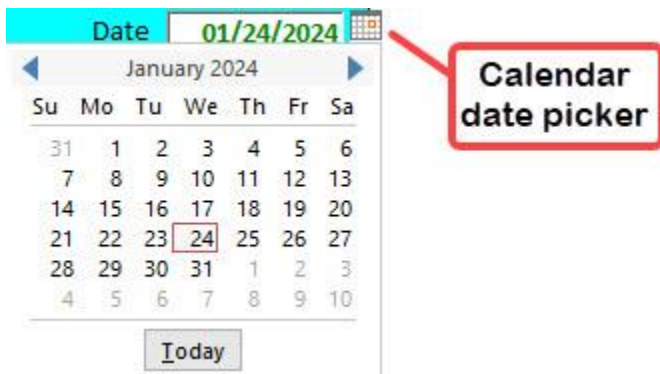 Date 01/24/2024
January 2024
Su Mo Tu We Th Fr Sa
31 1 2 3 4 5 6
7 8 9 10 11 12 13
14 15 16 17 18 19 20
21 22 23 24 25 26 27
28 29 30 31 1 2 3
4 5 6 7 8 9 10
Today
Calendar
date picker